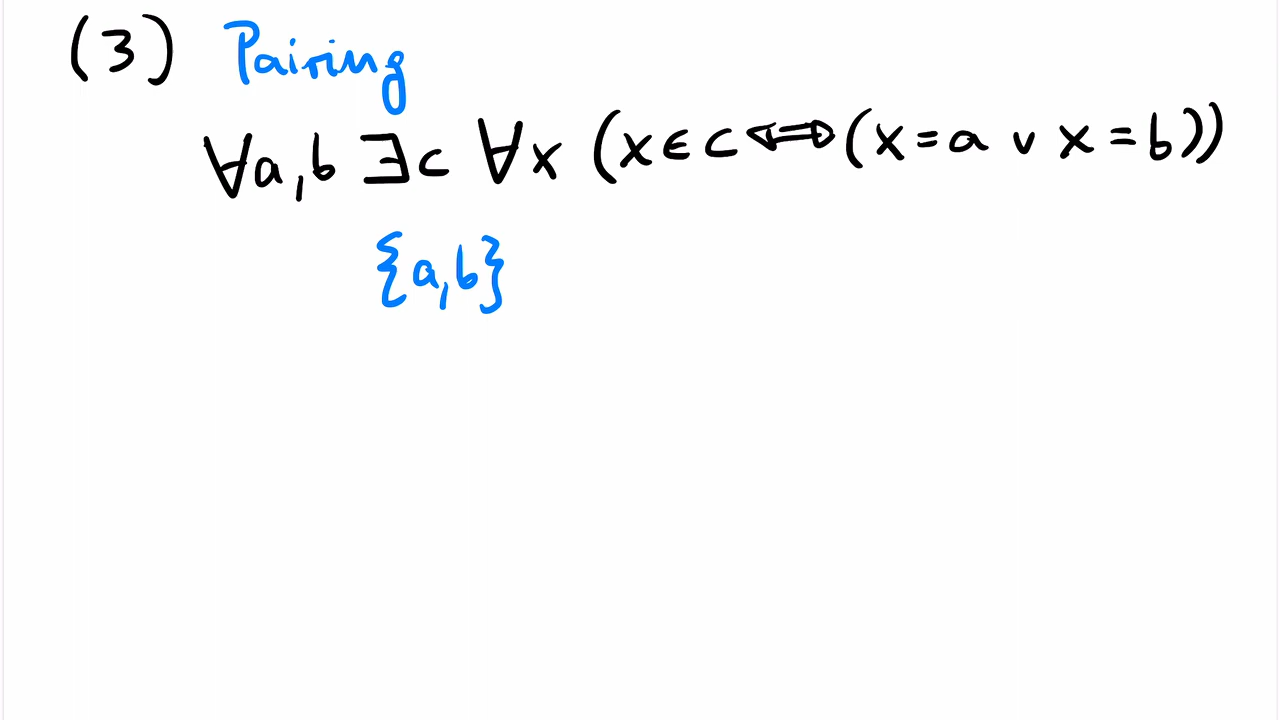 (3) Pairing
∀a,b ∃c ∀x (x∈c⇔(x=a ∨ x=b))
{a,b}